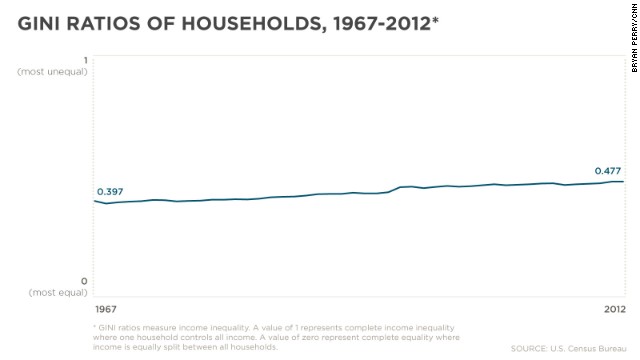 GINI RATIOS OF HOUSEHOLDS, 1967-2012*
BRYAN PERRY/CNN
1
(most unequal)
0.397
0.477
0
(most equal)
1967
2012
* GINI ratios measure income inequality. A value of 1 represents complete income inequality
where one household controls all income. A value of zero represent complete equality where
income is equally split between all households.
SOURCE: U.S. Census Bureau